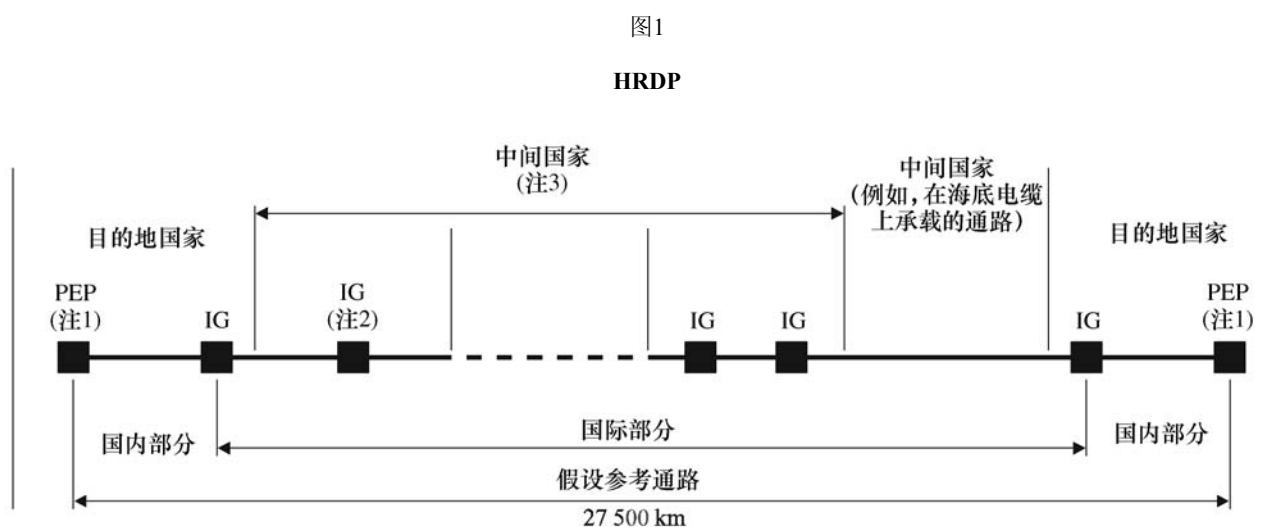 图1
HRDP
中间国家
(注3)
中间国家
(例如，在海底电缆
上承载的通路)
目的地国家
目的地国家
PEP
(注1)
IG
IG
(注2)
IG
IG
IG
PEP
(注1)
国内部分
国际部分
国内部分
假设参考通路
27 500 km